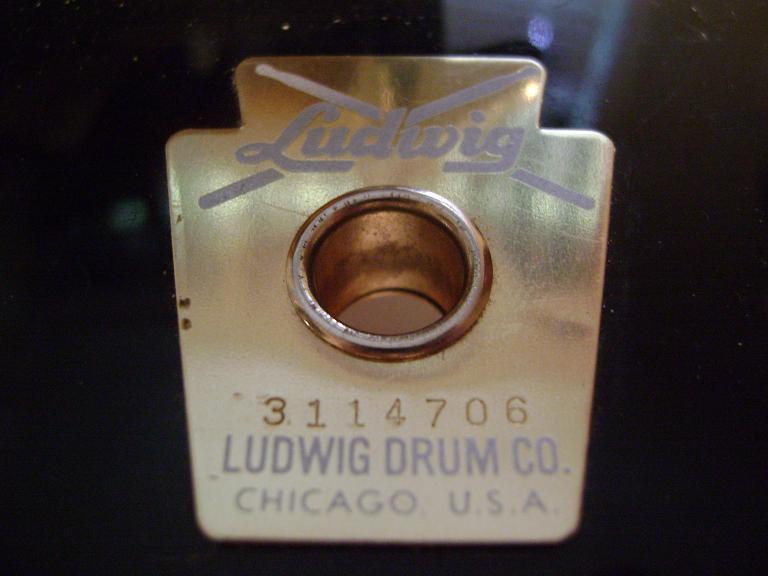 Ludwig
3114706
LUDWIG DRUM CO.
CHICAGO, U.S.A.